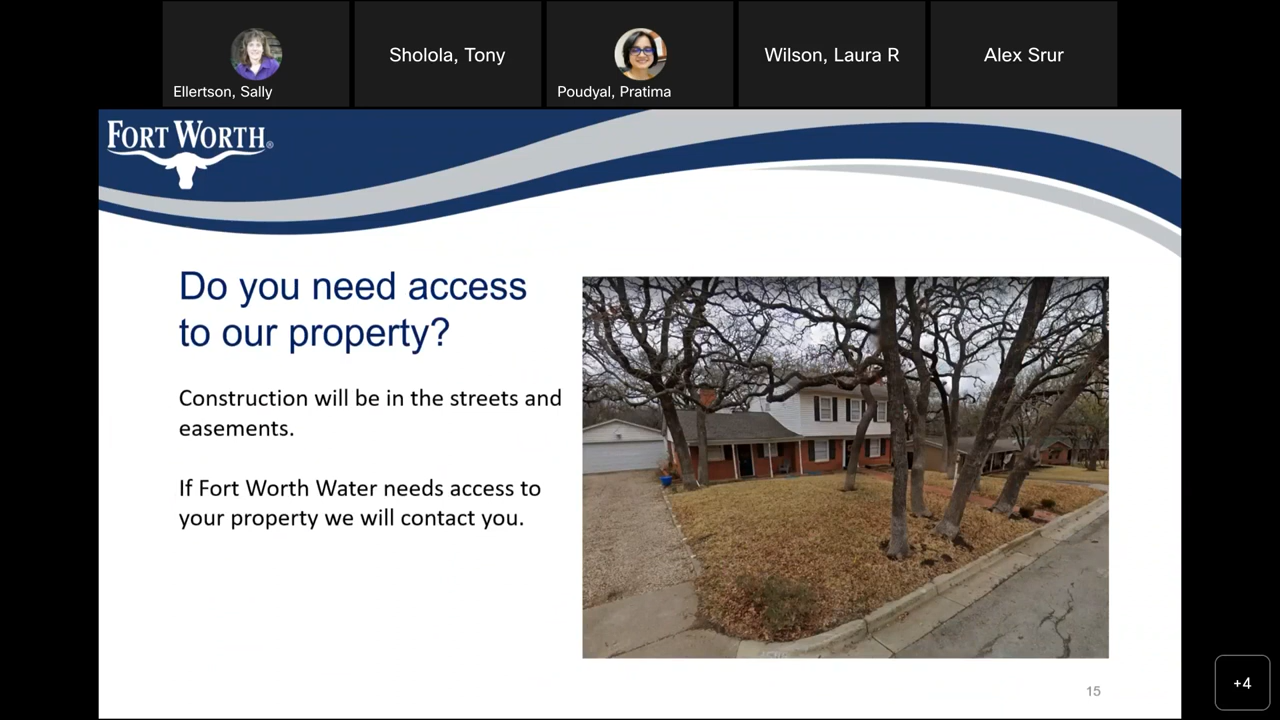 Sholola, Tony
Wilson, Laura R
Alex Srur
Ellertson, Sally
Poudyal, Pratima
FORT WORTH®
Do you need access
to our property?
Construction will be in the streets and
easements.
If Fort Worth Water needs access to
your property we will contact you.
15
+4